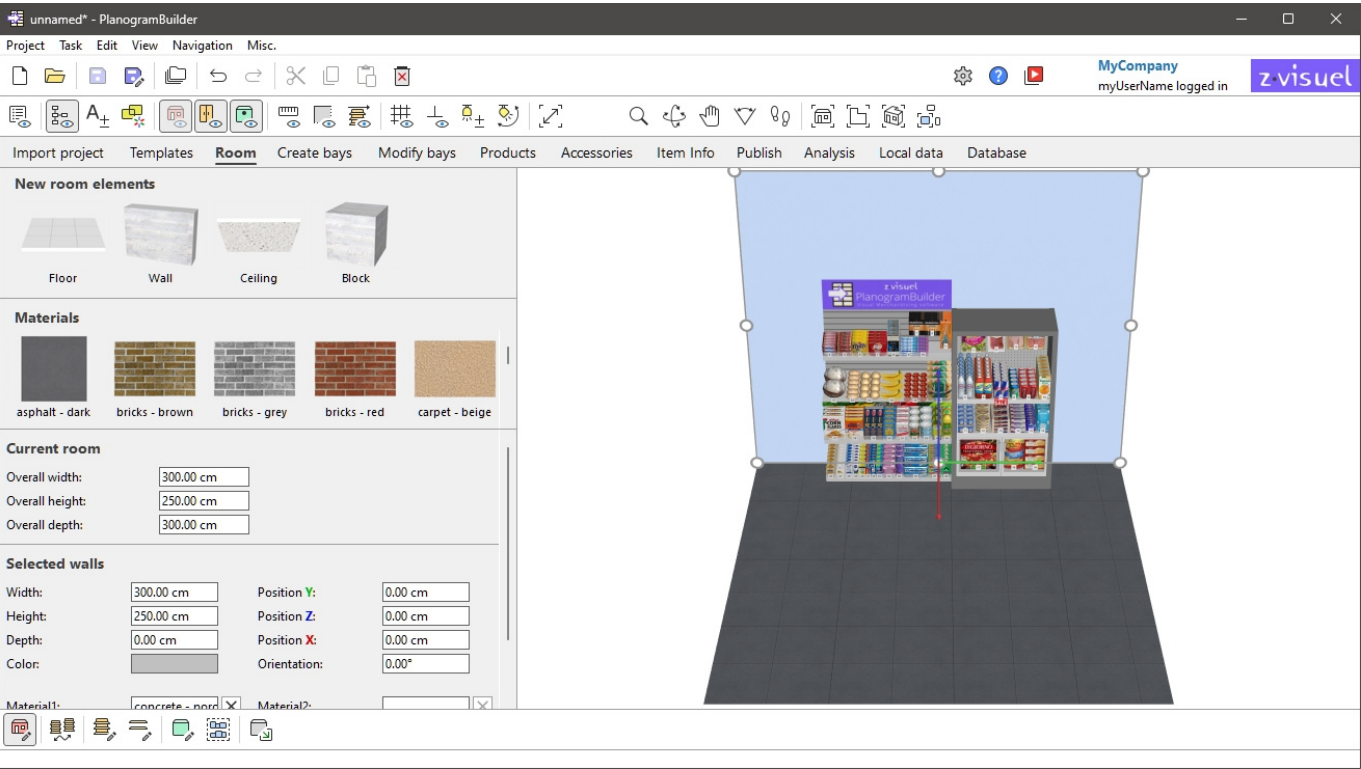 unnamed* - PlanogramBuilder
Project Task Edit View Navigation Misc.
MyCompany
myUserName logged in
z·visuel
Import project Templates Room Create bays Modify bays Products Accessories Item Info Publish Analysis Local data Database
New room elements
Floor Wall Ceiling Block
Materials
asphalt - dark bricks - brown bricks - grey bricks - red carpet - beige
Current room
Overall width: 300.00 cm
Overall height: 250.00 cm
Overall depth: 300.00 cm
Selected walls
Width: 300.00 cm Position Y: 0.00 cm
Height: 250.00 cm Position Z: 0.00 cm
Depth: 0.00 cm Position X: 0.00 cm
Color: Orientation: 0.00°
Material1: concrete - nord Material2:
z·visuel
PlanogramBuilder